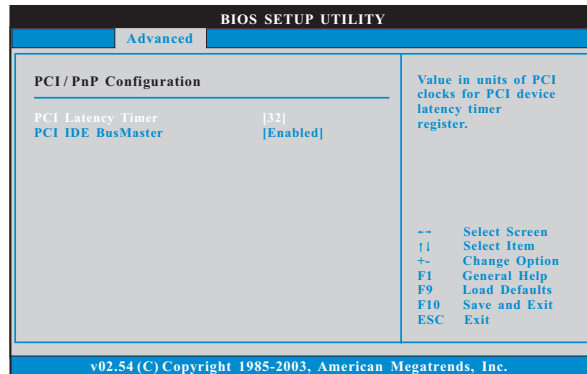 BIOS SETUP UTILITY
Advanced
PCI / PnP Configuration
PCI Latency Timer [32]
PCI IDE BusMaster [Enabled]
Value in units of PCI
clocks for PCI device
latency timer
register.
←→ Select Screen
↑↓ Select Item
+- Change Option
F1 General Help
F9 Load Defaults
F10 Save and Exit
ESC Exit
v02.54 (C) Copyright 1985-2003, American Megatrends, Inc.